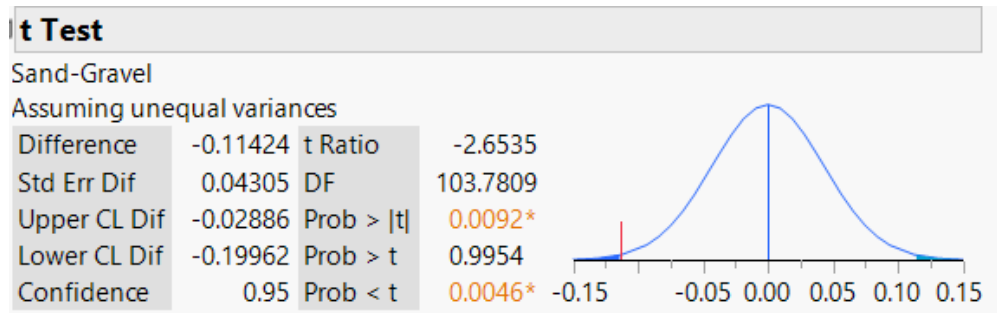 t Test
Sand-Gravel
Assuming unequal variances
Difference -0.11424 t Ratio -2.6535
Std Err Dif 0.04305 DF 103.7809
Upper CL Dif -0.02886 Prob > |t| 0.0092*
Lower CL Dif -0.19962 Prob > t 0.9954
Confidence 0.95 Prob < t 0.0046*
-0.15 -0.05 0.00 0.05 0.10 0.15